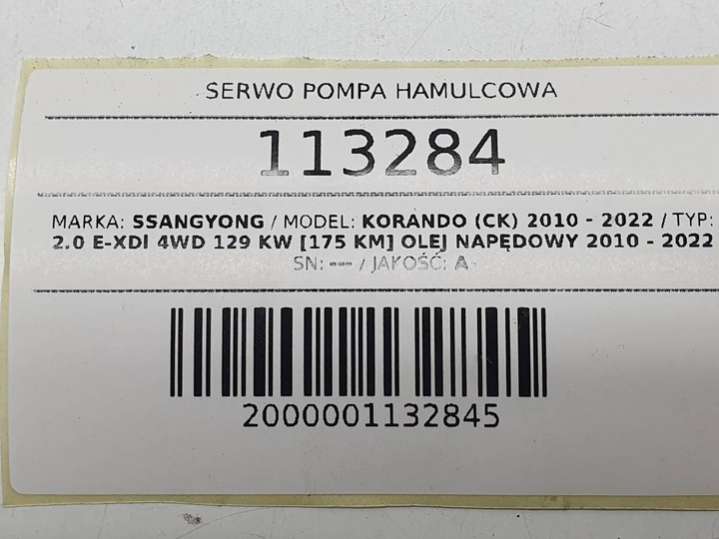 SERWO POMPA HAMULCOWA
113284
MARKA: SSANGYONG / MODEL: KORANDO (CK) 2010 - 2022 / TYP:
2.0 E-XDI 4WD 129 KW [175 KM] OLEJ NAPĘDOWY 2010 - 2022
SN: --- / JAKOŚĆ: A-
2000001132845